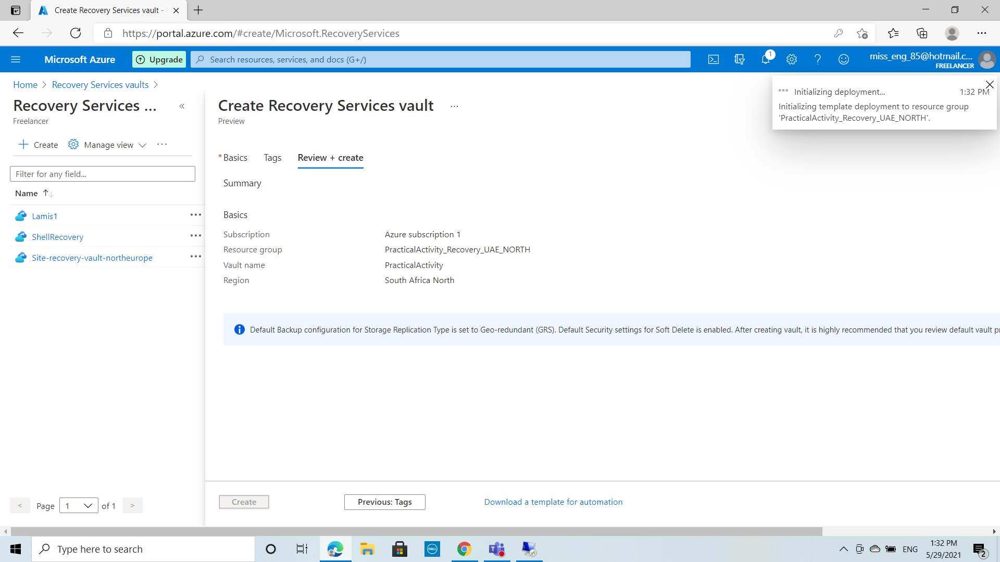 Create Recovery Services vault -
https://portal.azure.com/#create/Microsoft.RecoveryServices
Microsoft Azure
Upgrade
Search resources, services, and docs (G+/)
1
miss_eng_85@hotmail.c...
FREELANCER
Home > Recovery Services vaults >
Initializing deployment...
1:32 PM
Initializing template deployment to resource group
'PracticalActivity_Recovery_UAE_NORTH'.
Recovery Services ...
«
Freelancer
Create Recovery Services vault
...
Preview
+ Create
Manage view
...
* Basics
Tags
Review + create
Filter for any field...
Name ↑↓
Lamis1
ShellRecovery
Site-recovery-vault-northeurope
Summary
Basics
Subscription
Azure subscription 1
Resource group
PracticalActivity_Recovery_UAE_NORTH
Vault name
PracticalActivity
Region
South Africa North
Default Backup configuration for Storage Replication Type is set to Geo-redundant (GRS). Default Security settings for Soft Delete is enabled. After creating vault, it is highly recommended that you review default vault pr
< Page 1 of 1 >
Create
Previous: Tags
Download a template for automation
Type here to search
DELL
ENG
1:32 PM
5/29/2021
2